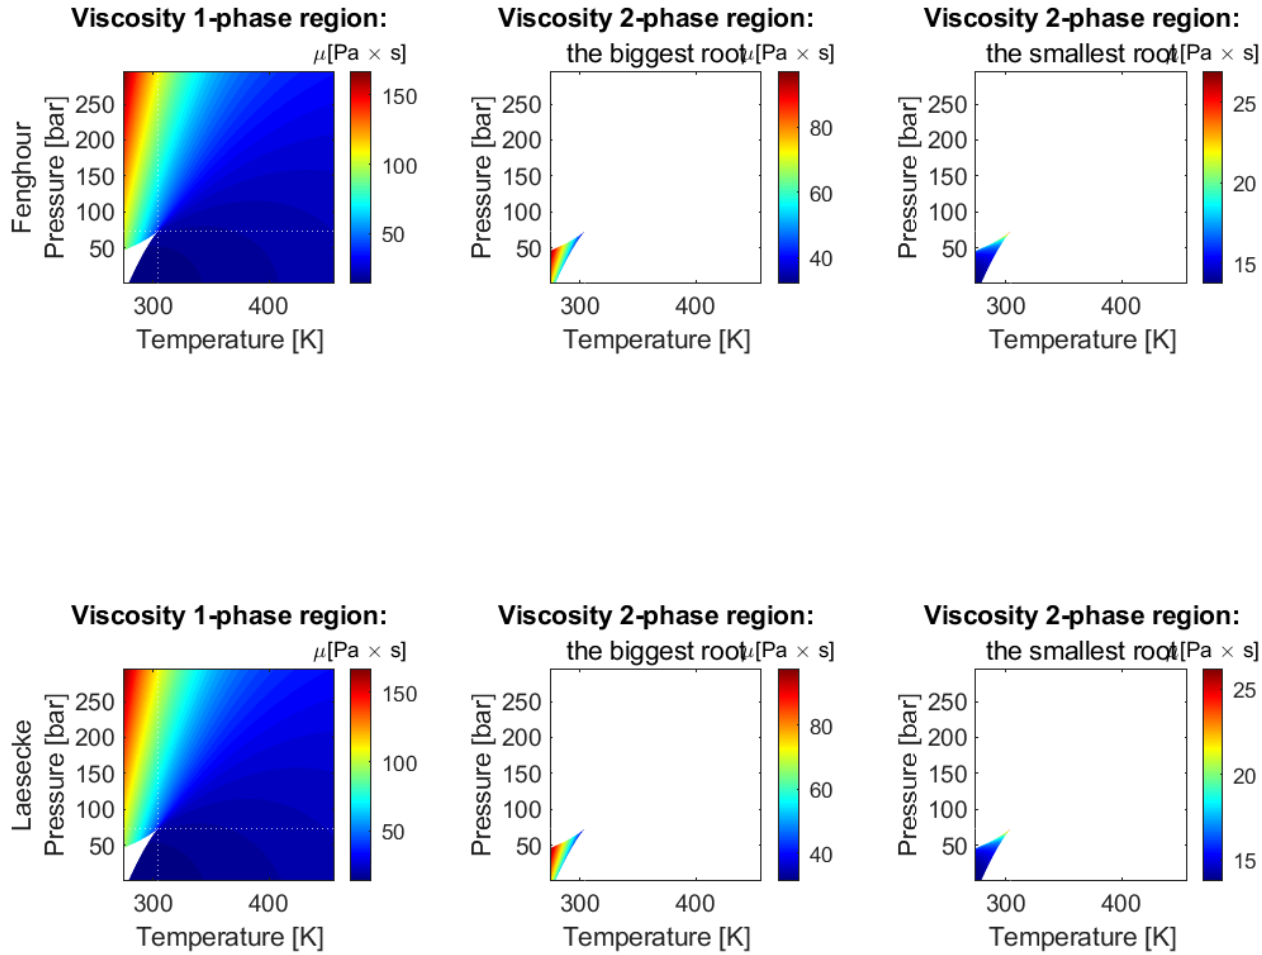 Viscosity 1-phase region:
μ[Pa × s]
Fenghour
Pressure [bar]
250
200
150
100
50
300
400
Temperature [K]
150
100
50
Viscosity 2-phase region:
the biggest root
μ[Pa × s]
Pressure [bar]
250
200
150
100
50
300
400
Temperature [K]
80
60
40
Viscosity 2-phase region:
the smallest root
μ[Pa × s]
Pressure [bar]
250
200
150
100
50
300
400
Temperature [K]
25
20
15
Viscosity 1-phase region:
μ[Pa × s]
Laesecke
Pressure [bar]
250
200
150
100
50
300
400
Temperature [K]
150
100
50
Viscosity 2-phase region:
the biggest root
μ[Pa × s]
Pressure [bar]
250
200
150
100
50
300
400
Temperature [K]
80
60
40
Viscosity 2-phase region:
the smallest root
μ[Pa × s]
Pressure [bar]
250
200
150
100
50
300
400
Temperature [K]
25
20
15